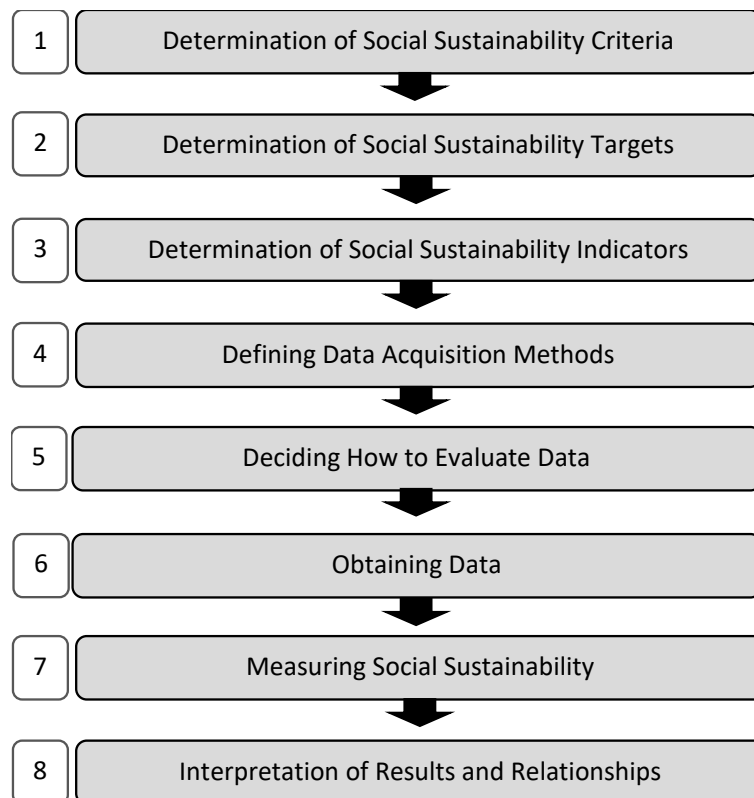 1 Determination of Social Sustainability Criteria
2 Determination of Social Sustainability Targets
3 Determination of Social Sustainability Indicators
4 Defining Data Acquisition Methods
5 Deciding How to Evaluate Data
6 Obtaining Data
7 Measuring Social Sustainability
8 Interpretation of Results and Relationships